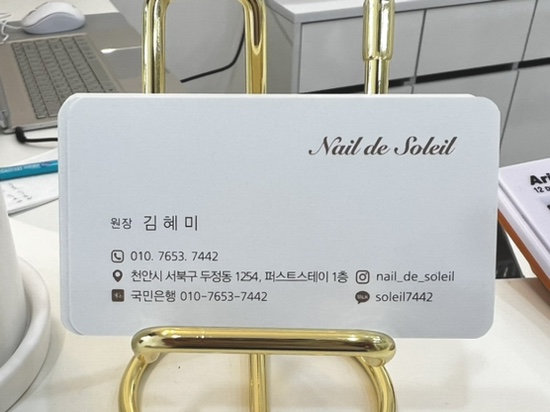 Nail de Soleil
원장 김혜미
010. 7653. 7442
천안시 서북구 두정동 1254, 퍼스트스테이 1층
nail_de_soleil
국민은행 010-7653-7442
TALK
soleil7442